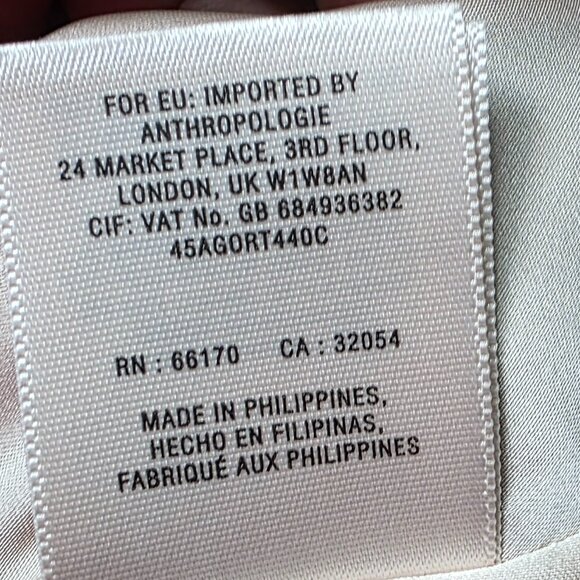 FOR EU: IMPORTED BY
ANTHROPOLOGIE
24 MARKET PLACE, 3RD FLOOR,
LONDON, UK W1W8AN
CIF: VAT No. GB 684936382
45AGORT440C
RN : 66170 CA : 32054
MADE IN PHILIPPINES,
HECHO EN FILIPINAS,
FABRIQUÉ AUX PHILIPPINES